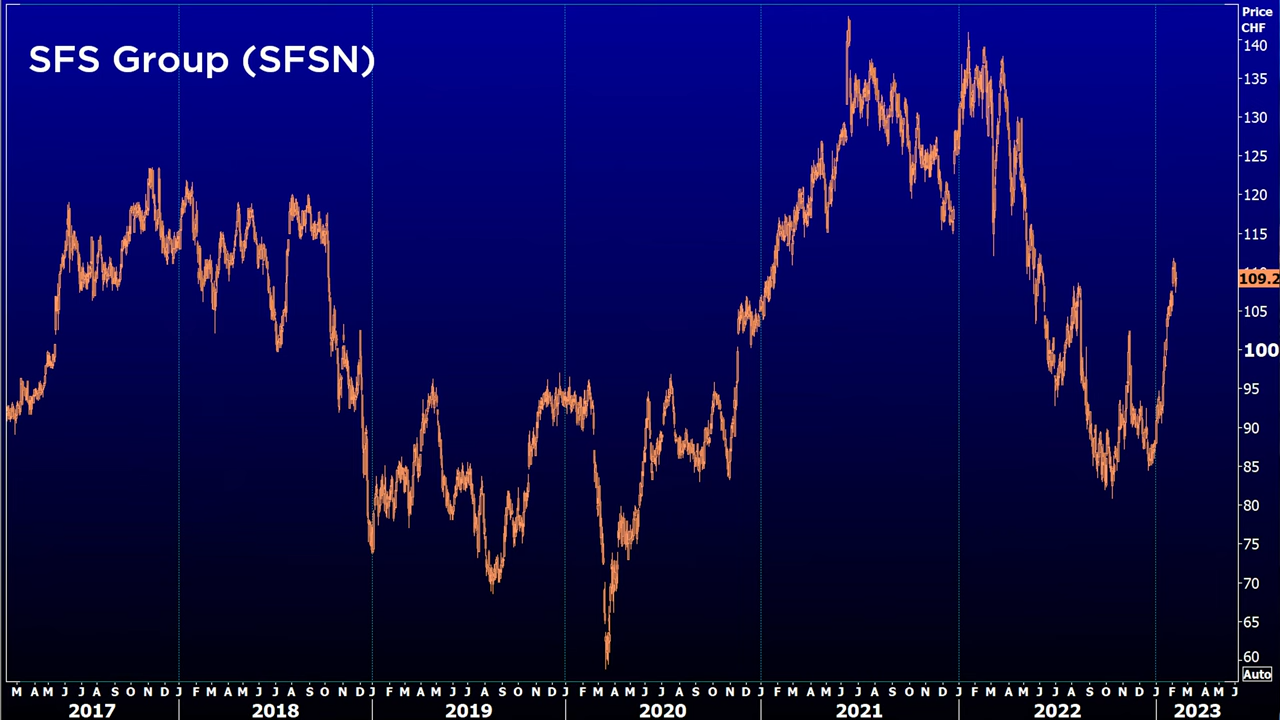 SFS Group (SFSN)
Price
CHF
140
135
130
125
120
115
109.2
105
100
95
90
85
80
75
70
65
60
Auto
M A M J J A S O N D J F M A M J J A S O N D J F M A M J J A S O N D J F M A M J J A S O N D J F M A M J J A S O N D J F M A M J J A S O N D J F M A M J
2017 2018 2019 2020 2021 2022 2023